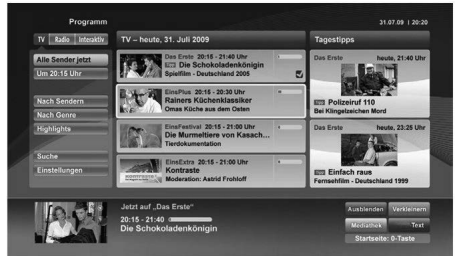 Programm
31.07.09 | 20:20
TV Radio Interaktiv
Alle Sender jetzt
Um 20:15 Uhr
Nach Sendern
Nach Genre
Highlights
Suche
Einstellungen
TV – heute, 31. Juli 2009
Das Erste 20:15 - 21:40 Uhr
Tipp Die Schokoladenkönigin
Spielfilm - Deutschland 2005
EinsPlus 20:15 - 20:30 Uhr
Rainers Küchenklassiker
Omas Küche aus dem Osten
EinsFestival 20:15 - 21:00 Uhr
Die Murmeltiere von Kasach...
Tierdokumentation
EinsExtra 20:15 - 21:00 Uhr
Kontraste
Moderation: Astrid Frohloff
Tagestipps
Das Erste heute, 21:40 Uhr
Tipp Polizeiruf 110
Bei Klingelzeichen Mord
Das Erste heute, 23:25 Uhr
Tipp Einfach raus
Fernsehfilm - Deutschland 1999
Jetzt auf „Das Erste"
20:15 - 21:40
Die Schokoladenkönigin
Ausblenden Verkleinern
Mediathek Text
Startseite: 0-Taste